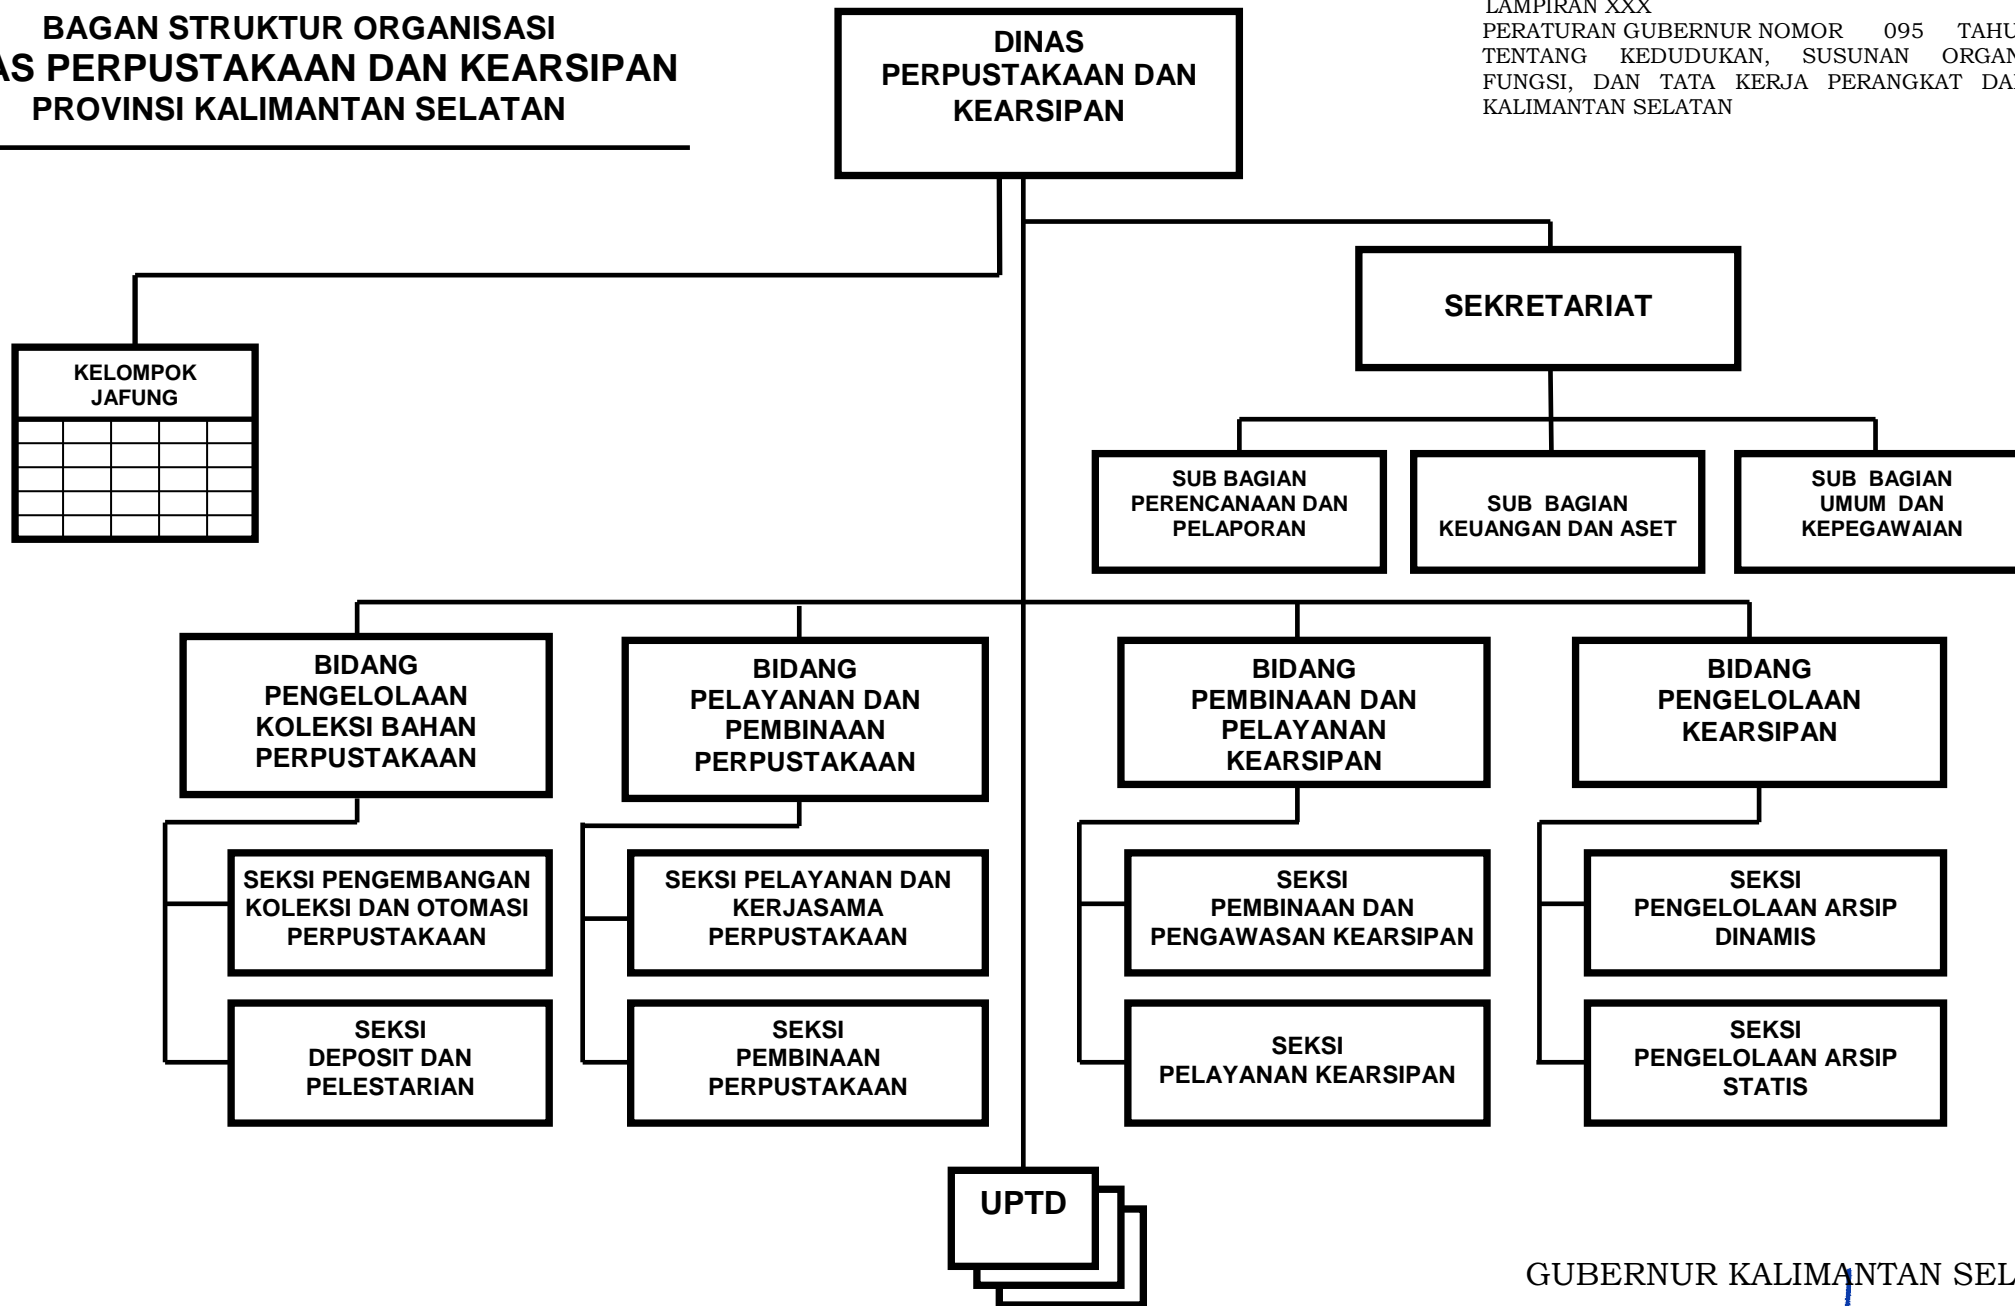 BAGAN STRUKTUR ORGANISASI
AS PERPUSTAKAAN DAN KEARSIPAN
PROVINSI KALIMANTAN SELATAN
DINAS
PERPUSTAKAAN DAN
KEARSIPAN
LAMPIRAN XXX
PERATURAN GUBERNUR NOMOR 095 TAHU
TENTANG KEDUDUKAN, SUSUNAN ORGAN
FUNGSI, DAN TATA KERJA PERANGKAT DA
KALIMANTAN SELATAN
SEKRETARIAT
KELOMPOK
JAFUNG
SUB BAGIAN
PERENCANAAN DAN
PELAPORAN
SUB BAGIAN
KEUANGAN DAN ASET
SUB BAGIAN
UMUM DAN
KEPEGAWAIAN
BIDANG
PENGELOLAAN
KOLEKSI BAHAN
PERPUSTAKAAN
BIDANG
PELAYANAN DAN
PEMBINAAN
PERPUSTAKAAN
BIDANG
PEMBINAAN DAN
PELAYANAN
KEARSIPAN
BIDANG
PENGELOLAAN
KEARSIPAN
SEKSI PENGEMBANGAN
KOLEKSI DAN OTOMASI
PERPUSTAKAAN
SEKSI PELAYANAN DAN
KERJASAMA
PERPUSTAKAAN
SEKSI
PEMBINAAN DAN
PENGAWASAN KEARSIPAN
SEKSI
PENGELOLAAN ARSIP
DINAMIS
SEKSI
DEPOSIT DAN
PELESTARIAN
SEKSI
PEMBINAAN
PERPUSTAKAAN
SEKSI
PELAYANAN KEARSIPAN
SEKSI
PENGELOLAAN ARSIP
STATIS
UPTD
GUBERNUR KALIMANTAN SEL